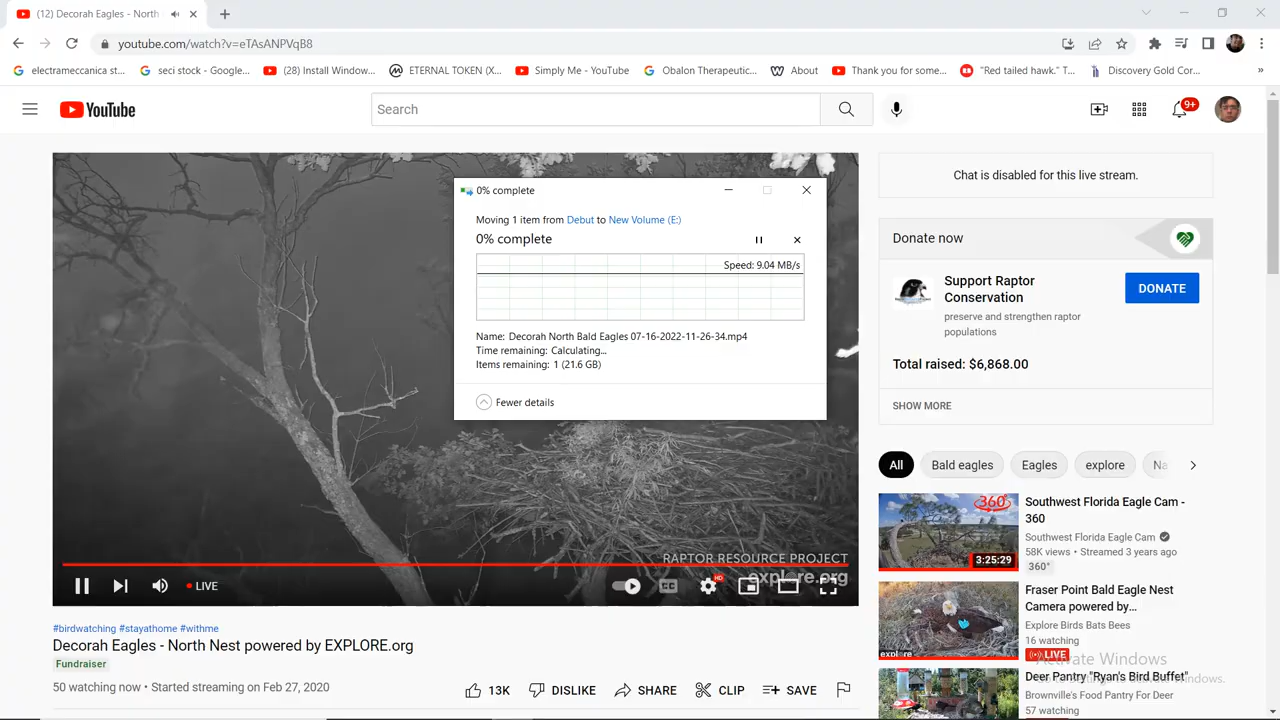 (12) Decorah Eagles - North
youtube.com/watch?v=eTAsANPVqB8
electrameccanica st...
seci stock - Google...
(28) Install Window...
ETERNAL TOKEN (X...
Simply Me - YouTube
Obalon Therapeutic...
About
Thank you for some...
"Red tailed hawk." T...
Discovery Gold Cor...
»
YouTube
Search
9+
0% complete
Moving 1 item from Debut to New Volume (E:)
0% complete
Speed: 9.04 MB/s
Name: Decorah North Bald Eagles 07-16-2022-11-26-34.mp4
Time remaining: Calculating...
Items remaining: 1 (21.6 GB)
Fewer details
RAPTOR RESOURCE PROJECT
explore.org
LIVE
CC
HD
#birdwatching #stayathome #withme
Decorah Eagles - North Nest powered by EXPLORE.org
Fundraiser
50 watching now • Started streaming on Feb 27, 2020
13K
DISLIKE
SHARE
CLIP
SAVE
Chat is disabled for this live stream.
Donate now
Support Raptor
Conservation
preserve and strengthen raptor
populations
DONATE
Total raised: $6,868.00
SHOW MORE
All
Bald eagles
Eagles
explore
Na
360°
3:25:29
Southwest Florida Eagle Cam -
360
Southwest Florida Eagle Cam
58K views • Streamed 3 years ago
360°
explore
Fraser Point Bald Eagle Nest
Camera powered by...
Explore Birds Bats Bees
16 watching
LIVE
Activate Windows
Deer Pantry "Ryan's Bird Buffet"
Brownville's Food Pantry For Deer
57 watching